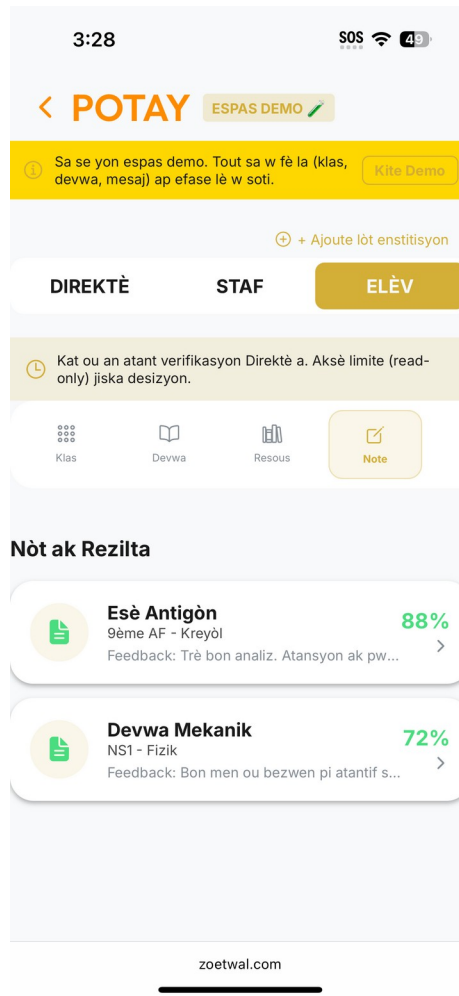 3:28
SOS
49
POTAY
ESPAS DEMO
Sa se yon espas demo. Tout sa w fè la (klas,
devwa, mesaj) ap efase lè w soti.
Kite Demo
+ Ajoute lòt enstitisyon
DIREKTÈ
STAF
ELÈV
Kat ou an atant verifikasyon Direktè a. Aksè limite (read-
only) jiska desizyon.
Klas
Devwa
Resous
Note
Nòt ak Rezilta
Esè Antigòn
88%
9ème AF - Kreyòl
Feedback: Trè bon analiz. Atansyon ak pw...
Devwa Mekanik
72%
NS1 - Fizik
Feedback: Bon men ou bezwen pi atantif s...
zoetwal.com